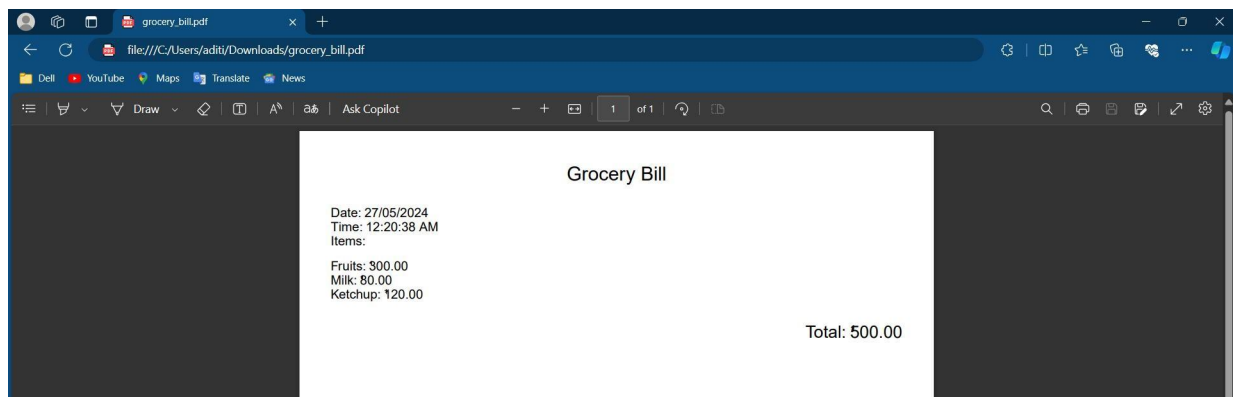 grocery_bill.pdf
file:///C:/Users/aditi/Downloads/grocery_bill.pdf
Dell YouTube Maps Translate News
Draw Ask Copilot 1 of 1
Grocery Bill
Date: 27/05/2024
Time: 12:20:38 AM
Items:
Fruits: 300.00
Milk: 80.00
Ketchup: 120.00
Total: 500.00